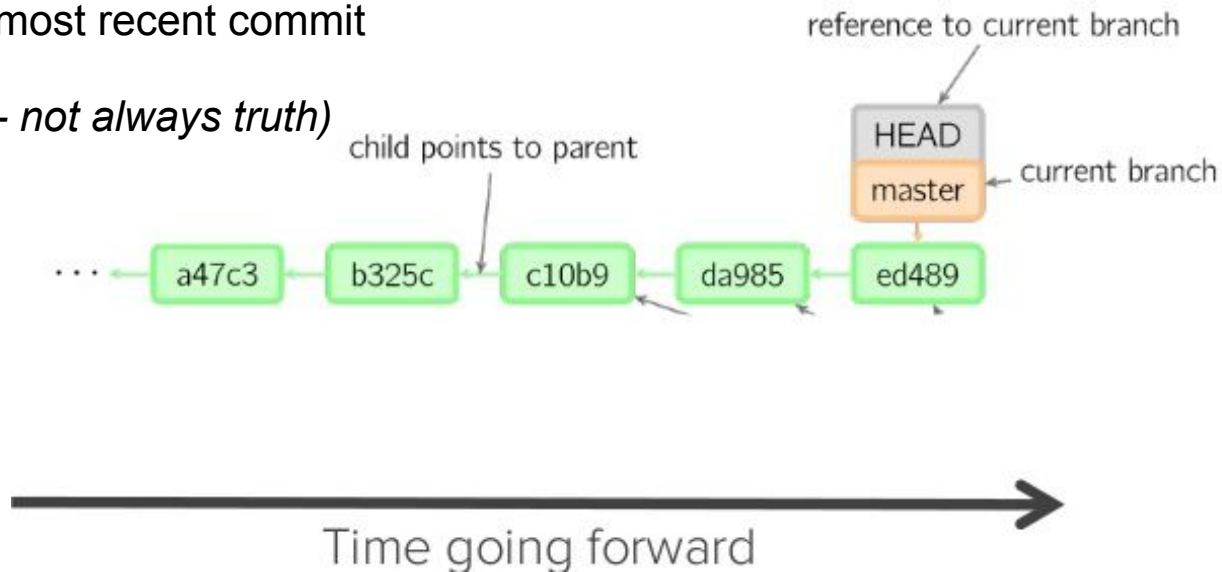 most recent commit
reference to current branch
- not always truth)
child points to parent
HEAD
master
current branch
... a47c3 b325c c10b9 da985 ed489
Time going forward